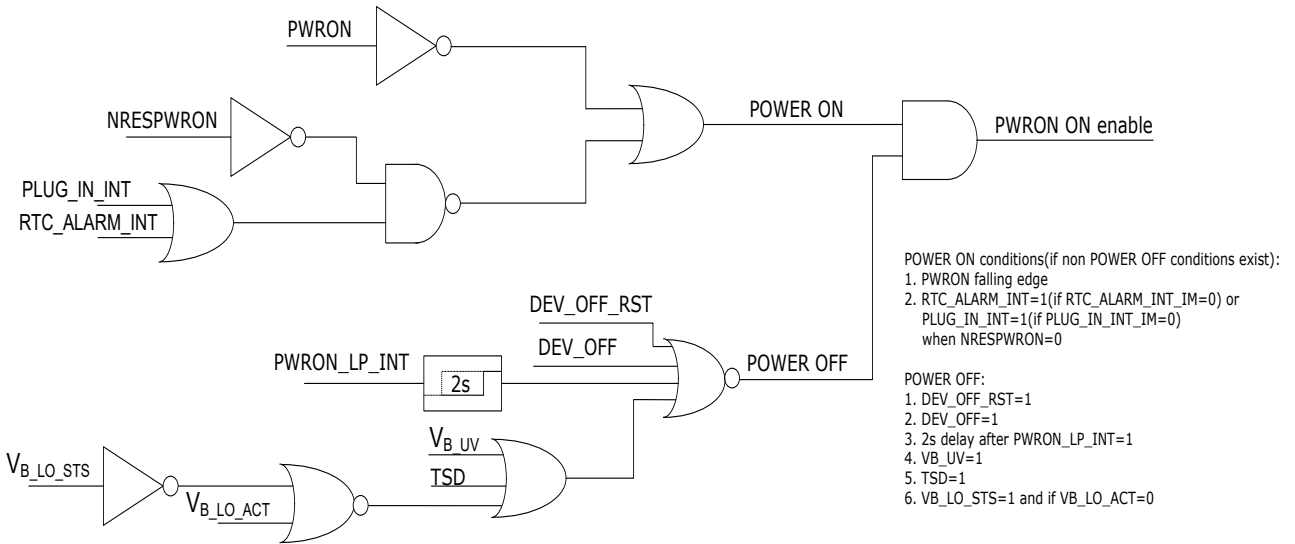 PWRON
NRESPWRON
PLUG_IN_INT
RTC_ALARM_INT
POWER ON
PWRON ON enable
DEV_OFF_RST
DEV_OFF
PWRON_LP_INT
2s
POWER OFF
VB_UV
TSD
VB_LO_STS
VB_LO_ACT
POWER ON conditions(if non POWER OFF conditions exist):
1. PWRON falling edge
2. RTC_ALARM_INT=1(if RTC_ALARM_INT_IM=0) or
PLUG_IN_INT=1(if PLUG_IN_INT_IM=0)
when NRESPWRON=0
POWER OFF:
1. DEV_OFF_RST=1
2. DEV_OFF=1
3. 2s delay after PWRON_LP_INT=1
4. VB_UV=1
5. TSD=1
6. VB_LO_STS=1 and if VB_LO_ACT=0